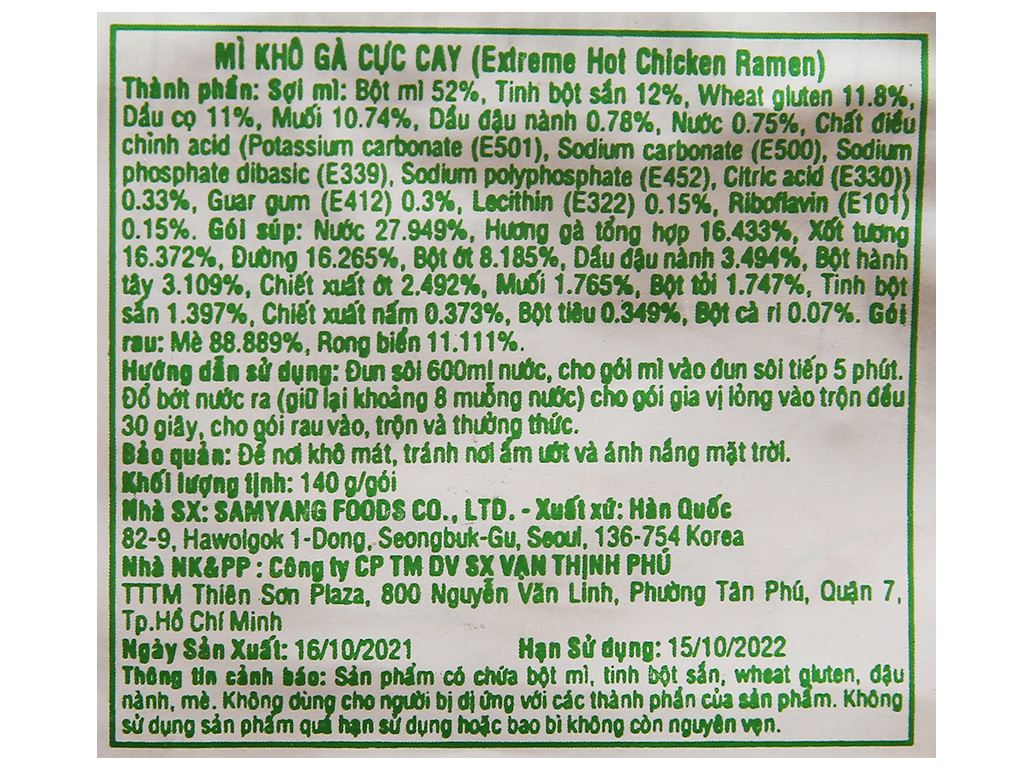 MÌ KHÔ GÀ CỰC CAY (Extreme Hot Chicken Ramen)
Thành phần: Sợi mì: Bột mì 52%, Tinh bột sắn 12%, Wheat gluten 11.8%,
Dầu cọ 11%, Muối 10.74%, Dầu đậu nành 0.78%, Nước 0.75%, Chất điều
chỉnh acid (Potassium carbonate (E501), Sodium carbonate (E500), Sodium
phosphate dibasic (E339), Sodium polyphosphate (E452), Citric acid (E330))
0.33%, Guar gum (E412) 0.3%, Lecithin (E322) 0.15%, Riboflavin (E101)
0.15%. Gói súp: Nước 27.949%, Hương gà tổng hợp 16.433%, Xốt tương
16.372%, Đường 16.265%, Bột ớt 8.185%, Dầu đậu nành 3.494%, Bột hành
tây 3.109%, Chiết xuất ớt 2.492%, Muối 1.765%, Bột tỏi 1.747%, Tinh bột
sắn 1.397%, Chiết xuất nấm 0.373%, Bột tiêu 0.349%, Bột cà ri 0.07%. Gói
rau: Mè 88.889%, Rong biển 11.111%.
Hướng dẫn sử dụng: Đun sôi 600ml nước, cho gói mì vào đun sôi tiếp 5 phút.
Đổ bớt nước ra (giữ lại khoảng 8 muỗng nước) cho gói gia vị lỏng vào trộn đều
30 giây, cho gói rau vào, trộn và thưởng thức.
Bảo quản: Để nơi khô mát, tránh nơi ẩm ướt và ánh nắng mặt trời.
Khối lượng tịnh: 140 g/gói
Nhà SX: SAMYANG FOODS CO., LTD. - Xuất xứ: Hàn Quốc
82-9, Hawolgok 1-Dong, Seongbuk-Gu, Seoul, 136-754 Korea
Nhà NK&PP : Công ty CP TM DV SX VẠN THỊNH PHÚ
TTTM Thiên Sơn Plaza, 800 Nguyễn Văn Linh, Phường Tân Phú, Quận 7,
Tp.Hồ Chí Minh
Ngày Sản Xuất: 16/10/2021 Hạn Sử dụng: 15/10/2022
Thông tin cảnh báo: Sản phẩm có chứa bột mì, tinh bột sắn, wheat gluten, đậu
nành, mè. Không dùng cho người bị dị ứng với các thành phần của sản phẩm. Không
sử dụng sản phẩm quá hạn sử dụng hoặc bao bì không còn nguyên vẹn.